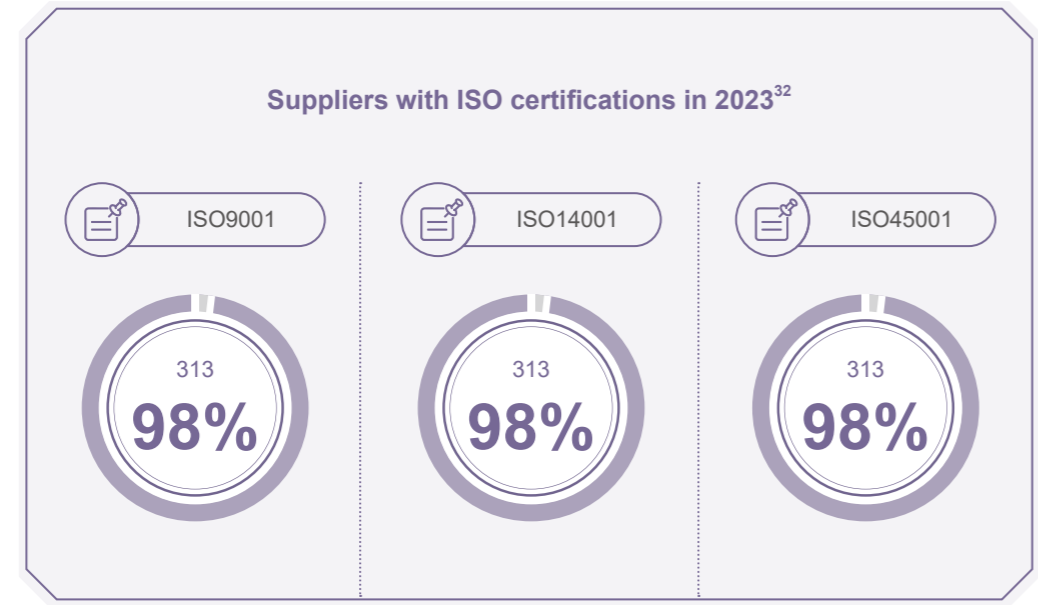 Suppliers with ISO certifications in 2023³²
ISO9001
ISO14001
ISO45001
313
98%
313
98%
313
98%